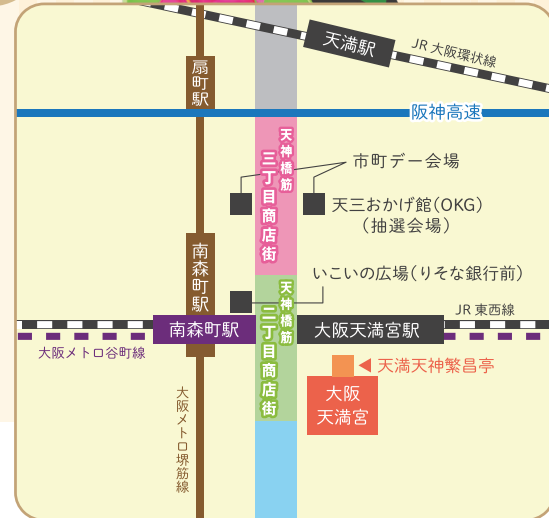 天満駅
JR 大阪環状線
扇町駅
阪神高速
天神橋筋
三丁目商店街
市町デー会場
天三おかげ館(OKG)
(抽選会場)
南森町駅
いこいの広場(りそな銀行前)
天神橋筋
二丁目商店街
JR 東西線
南森町駅
大阪天満宮駅
大阪メトロ谷町線
天満天神繁昌亭
大阪
天満宮
大阪メトロ堺筋線